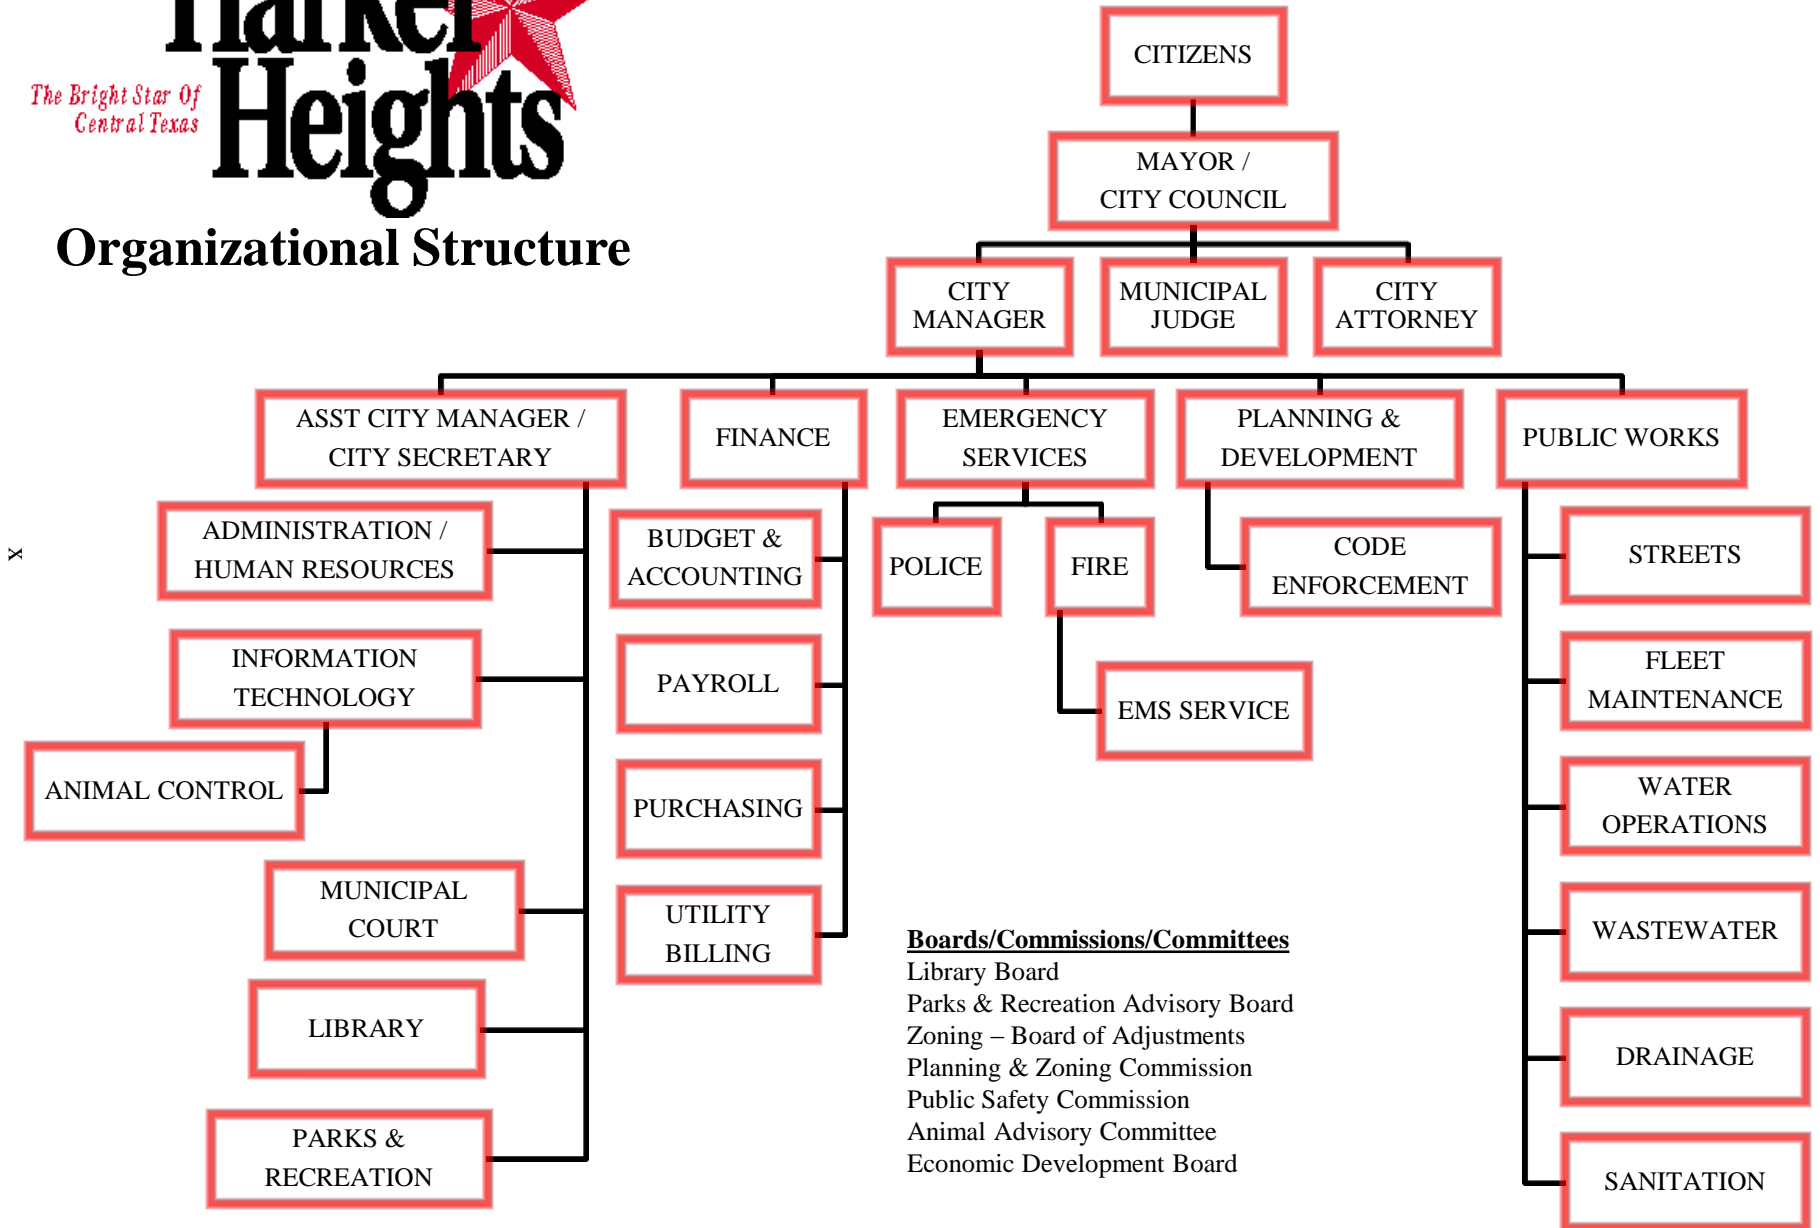 Harker
The Bright Star Of
Central Texas
Heights
Organizational Structure
CITIZENS
MAYOR /
CITY COUNCIL
CITY
MANAGER
MUNICIPAL
JUDGE
CITY
ATTORNEY
ASST CITY MANAGER /
CITY SECRETARY
FINANCE
EMERGENCY
SERVICES
PLANNING &
DEVELOPMENT
PUBLIC WORKS
ADMINISTRATION /
HUMAN RESOURCES
INFORMATION
TECHNOLOGY
ANIMAL CONTROL
MUNICIPAL
COURT
LIBRARY
PARKS &
RECREATION
BUDGET &
ACCOUNTING
PAYROLL
PURCHASING
UTILITY
BILLING
POLICE
FIRE
EMS SERVICE
CODE
ENFORCEMENT
STREETS
FLEET
MAINTENANCE
WATER
OPERATIONS
WASTEWATER
DRAINAGE
SANITATION
Boards/Commissions/Committees
Library Board
Parks & Recreation Advisory Board
Zoning – Board of Adjustments
Planning & Zoning Commission
Public Safety Commission
Animal Advisory Committee
Economic Development Board
x